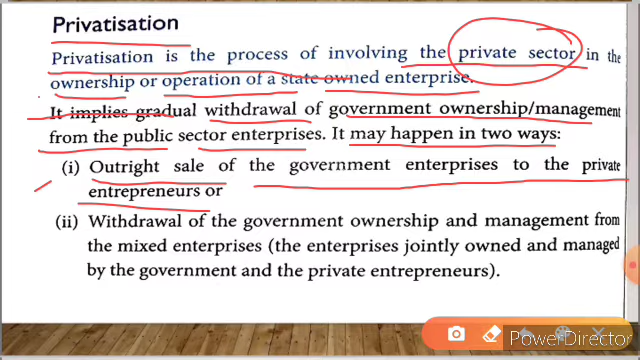 Privatisation
Privatisation is the process of involving the private sector in the
ownership or operation of a state owned enterprise.
It implies gradual withdrawal of government ownership/management
from the public sector enterprises. It may happen in two ways:
(i) Outright sale of the government enterprises to the private
entrepreneurs or
(ii) Withdrawal of the government ownership and management from
the mixed enterprises (the enterprises jointly owned and managed
by the government and the private entrepreneurs).
PowerDirector